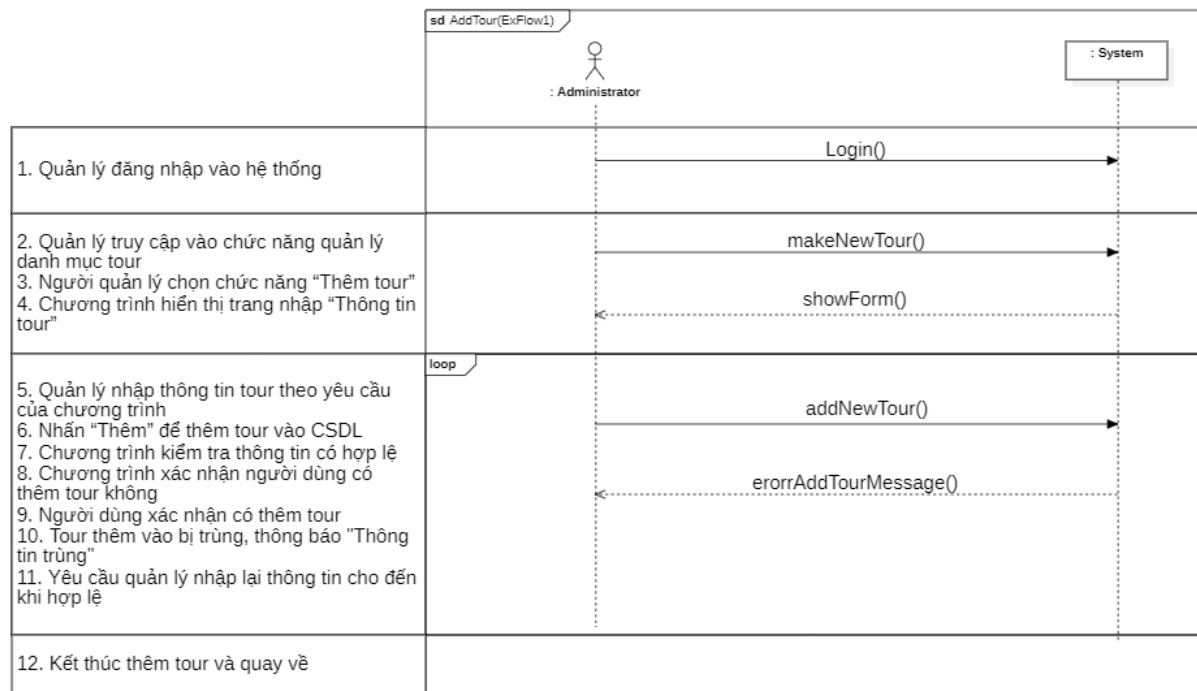 sd AddTour(ExFlow1)
: Administrator
: System
1. Quản lý đăng nhập vào hệ thống
Login()
2. Quản lý truy cập vào chức năng quản lý
danh mục tour
3. Người quản lý chọn chức năng “Thêm tour”
4. Chương trình hiển thị trang nhập “Thông tin
tour”
makeNewTour()
showForm()
loop
5. Quản lý nhập thông tin tour theo yêu cầu
của chương trình
6. Nhấn “Thêm” để thêm tour vào CSDL
7. Chương trình kiểm tra thông tin có hợp lệ
8. Chương trình xác nhận người dùng có
thêm tour không
9. Người dùng xác nhận có thêm tour
10. Tour thêm vào bị trùng, thông báo "Thông
tin trùng"
11. Yêu cầu quản lý nhập lại thông tin cho đến
khi hợp lệ
addNewTour()
erorrAddTourMessage()
12. Kết thúc thêm tour và quay về